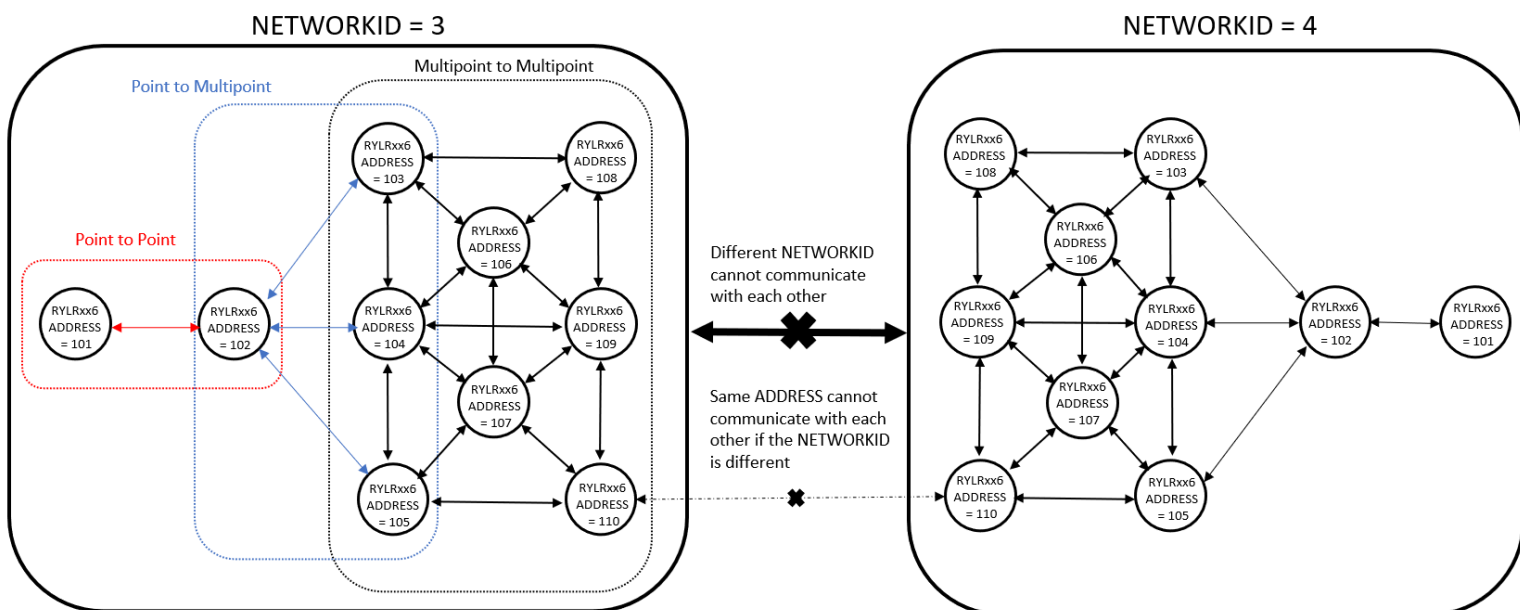 NETWORKID = 3
NETWORKID = 4
Multipoint to Multipoint
Point to Multipoint
Point to Point
RYLRxx6
ADDRESS
= 101
RYLRxx6
ADDRESS
= 102
RYLRxx6
ADDRESS
= 103
RYLRxx6
ADDRESS
= 104
RYLRxx6
ADDRESS
= 105
RYLRxx6
ADDRESS
= 106
RYLRxx6
ADDRESS
= 107
RYLRxx6
ADDRESS
= 108
RYLRxx6
ADDRESS
= 109
RYLRxx6
ADDRESS
= 110
Different NETWORKID
cannot communicate
with each other
Same ADDRESS cannot
communicate with each
other if the NETWORKID
is different
RYLRxx6
ADDRESS
= 108
RYLRxx6
ADDRESS
= 103
RYLRxx6
ADDRESS
= 106
RYLRxx6
ADDRESS
= 109
RYLRxx6
ADDRESS
= 104
RYLRxx6
ADDRESS
= 102
RYLRxx6
ADDRESS
= 101
RYLRxx6
ADDRESS
= 107
RYLRxx6
ADDRESS
= 110
RYLRxx6
ADDRESS
= 105